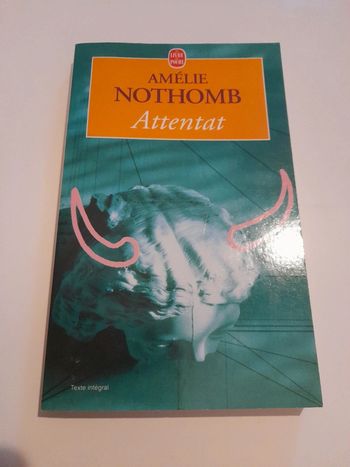 LE LIVRE
DE
POCHE
AMÉLIE
NOTHOMB
Attentat
Texte intégral